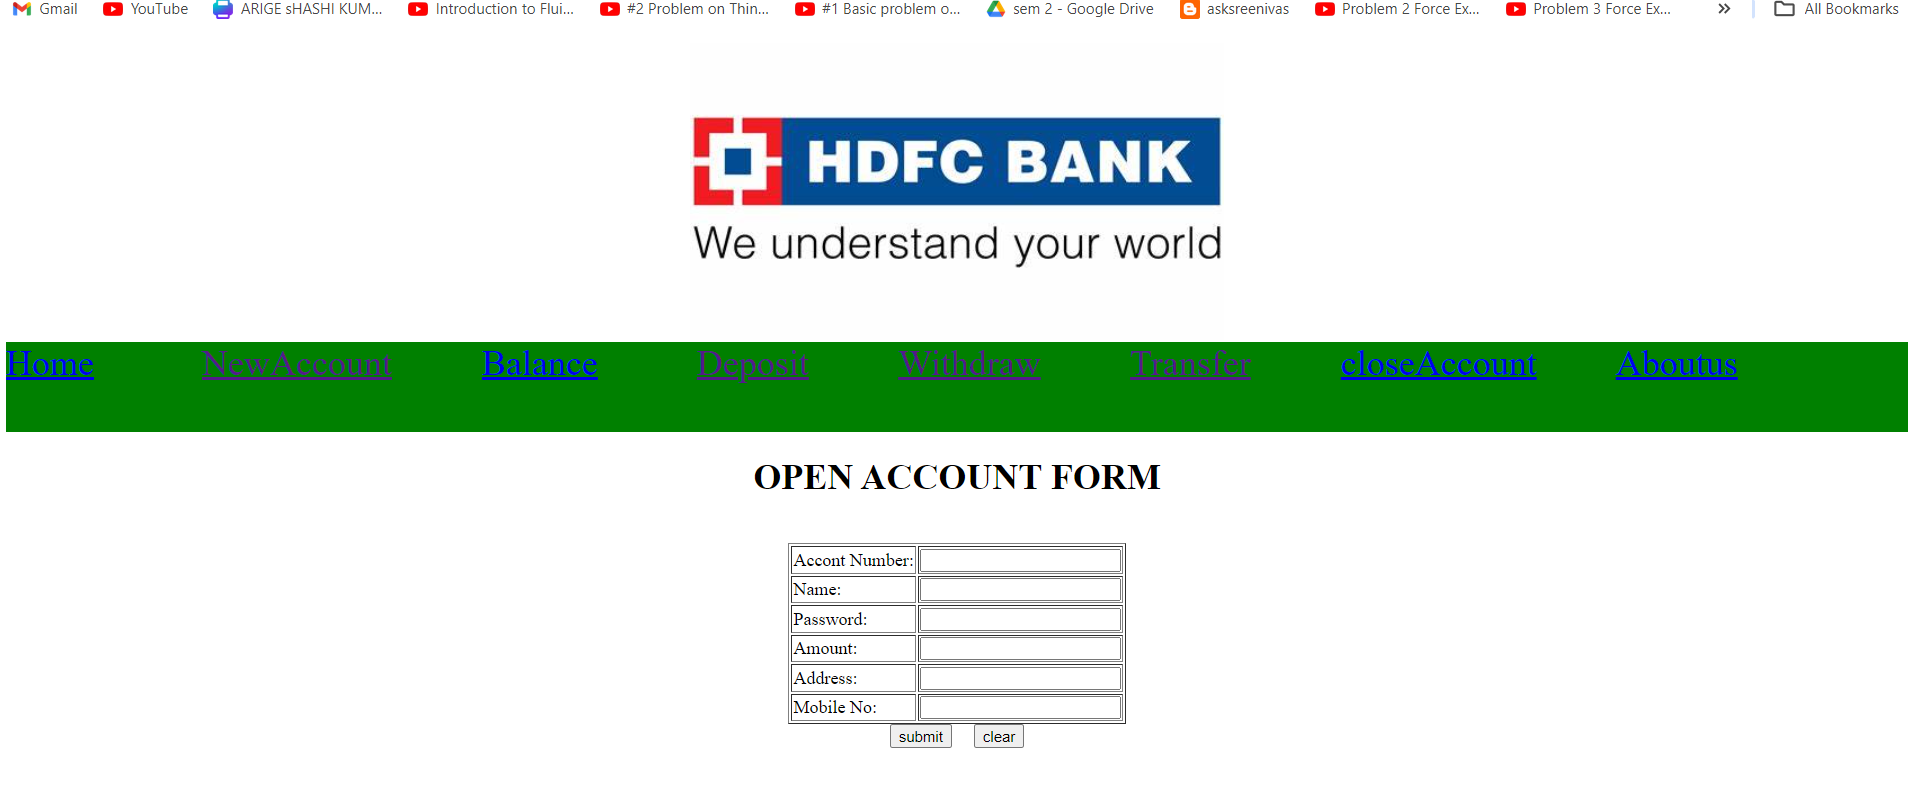 Gmail YouTube ARIGE sHASHI KUM... Introduction to Flui... #2 Problem on Thin... #1 Basic problem o... sem 2 - Google Drive asksreenivas Problem 2 Force Ex... Problem 3 Force Ex... » All Bookmarks
HDFC BANK
We understand your world
Home NewAccount Balance Deposit Withdraw Transfer closeAccount Aboutus
OPEN ACCOUNT FORM
Accont Number:
Name:
Password:
Amount:
Address:
Mobile No:
submit clear